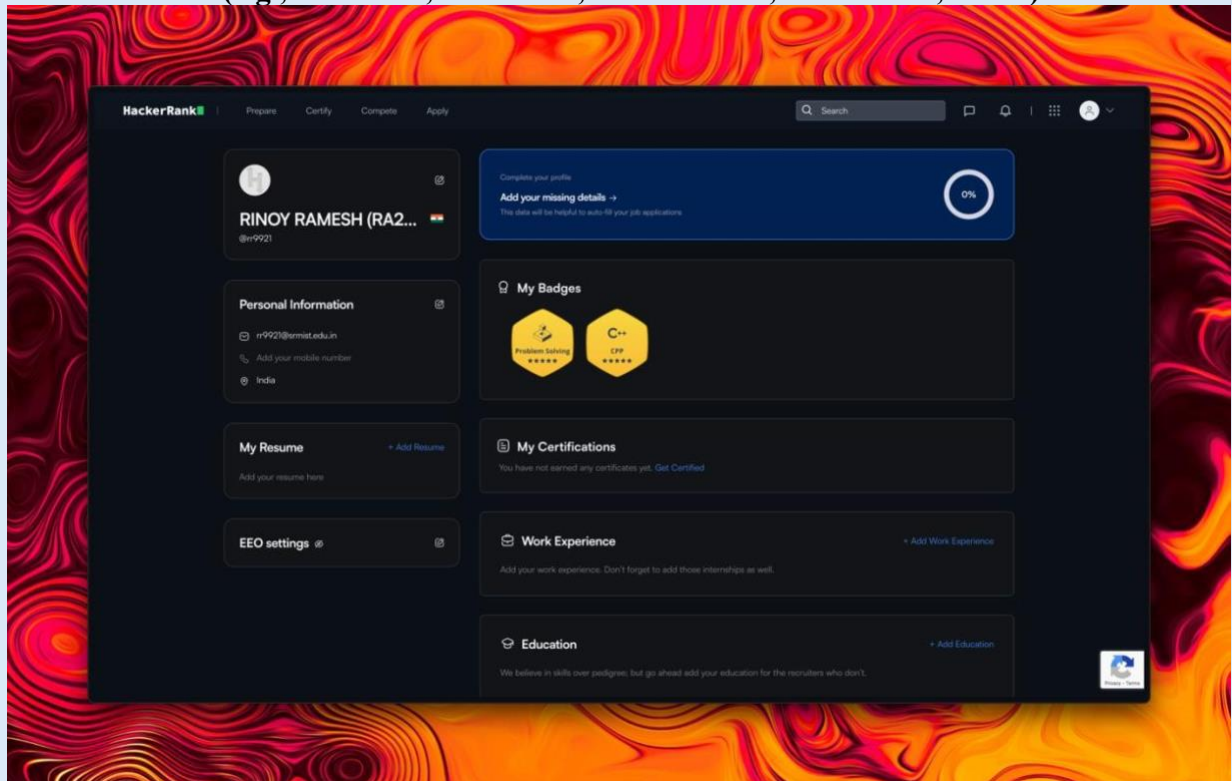 HackerRank
Prepare Certify Compete Apply
Search
RINOY RAMESH (RA2...
@rr9921
Complete your profile
Add your missing details →
This data will be helpful to auto-fill your job applications
0%
Personal Information
rr9921@srmist.edu.in
Add your mobile number
India
My Badges
Problem Solving
C++
CPP
My Resume + Add Resume
Add your resume here
My Certifications
You have not earned any certificates yet. Get Certified
EEO settings
Work Experience + Add Work Experience
Add your work experience. Don't forget to add those internships as well.
Education + Add Education
We believe in skills over pedigree; but go ahead add your education for the recruiters who don't.
Privacy - Terms